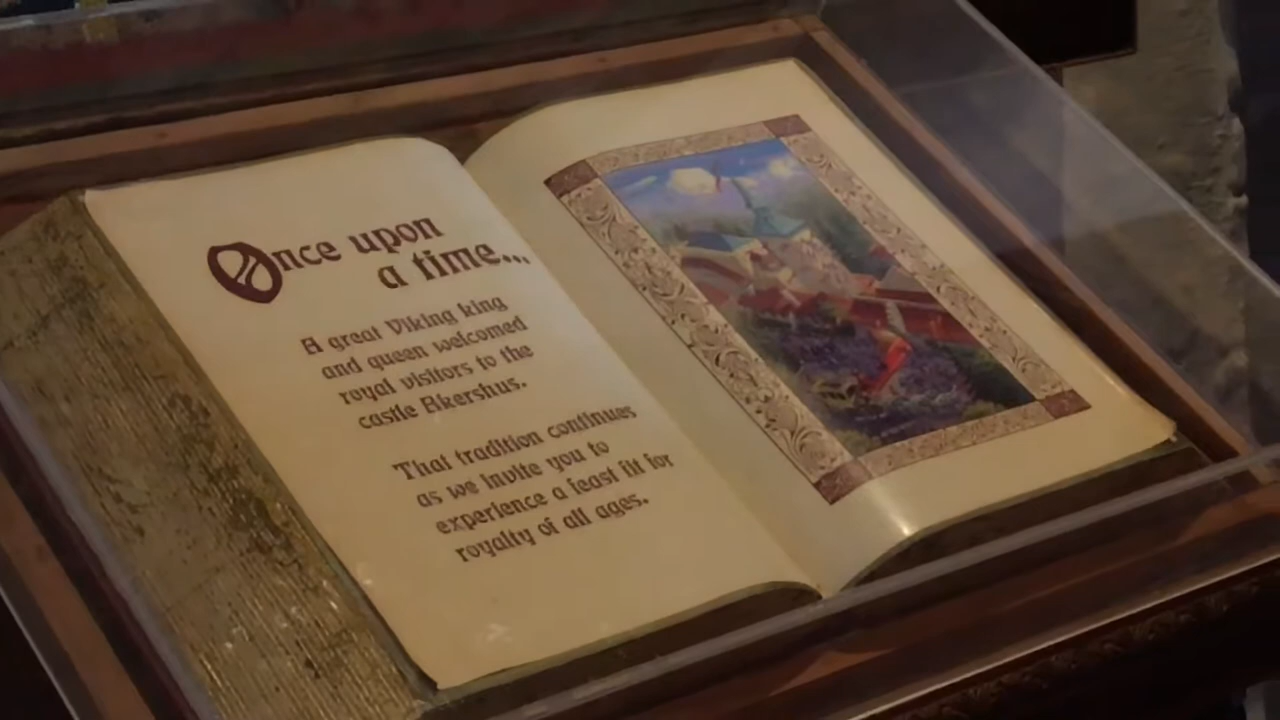 Once upon
a time...
A great Viking king
and queen welcomed
royal visitors to the
castle Akershus.
That tradition continues
as we invite you to
experience a feast fit for
royalty of all ages.